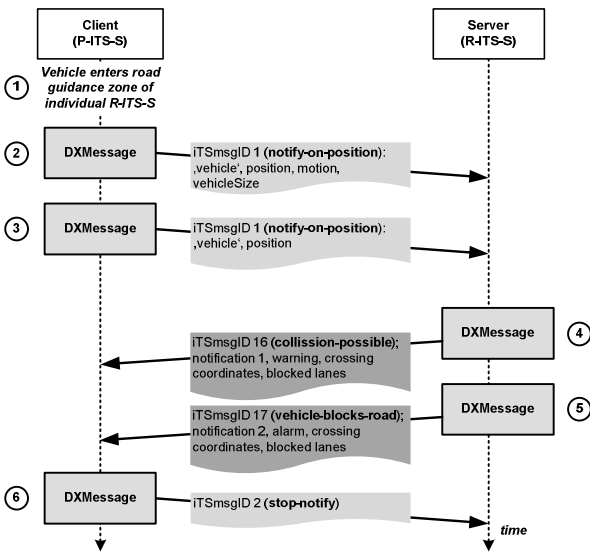 Client
(P-ITS-S)
Server
(R-ITS-S)
1
Vehicle enters road
guidance zone of
individual R-ITS-S
2
DXMessage
iTSmsgID 1 (notify-on-position):
‚vehicle‘, position, motion,
vehicleSize
3
DXMessage
iTSmsgID 1 (notify-on-position):
‚vehicle‘, position
DXMessage
4
iTSmsgID 16 (collission-possible);
notification 1, warning, crossing
coordinates, blocked lanes
DXMessage
5
iTSmsgID 17 (vehicle-blocks-road);
notification 2, alarm, crossing
coordinates, blocked lanes
6
DXMessage
iTSmsgID 2 (stop-notify)
time